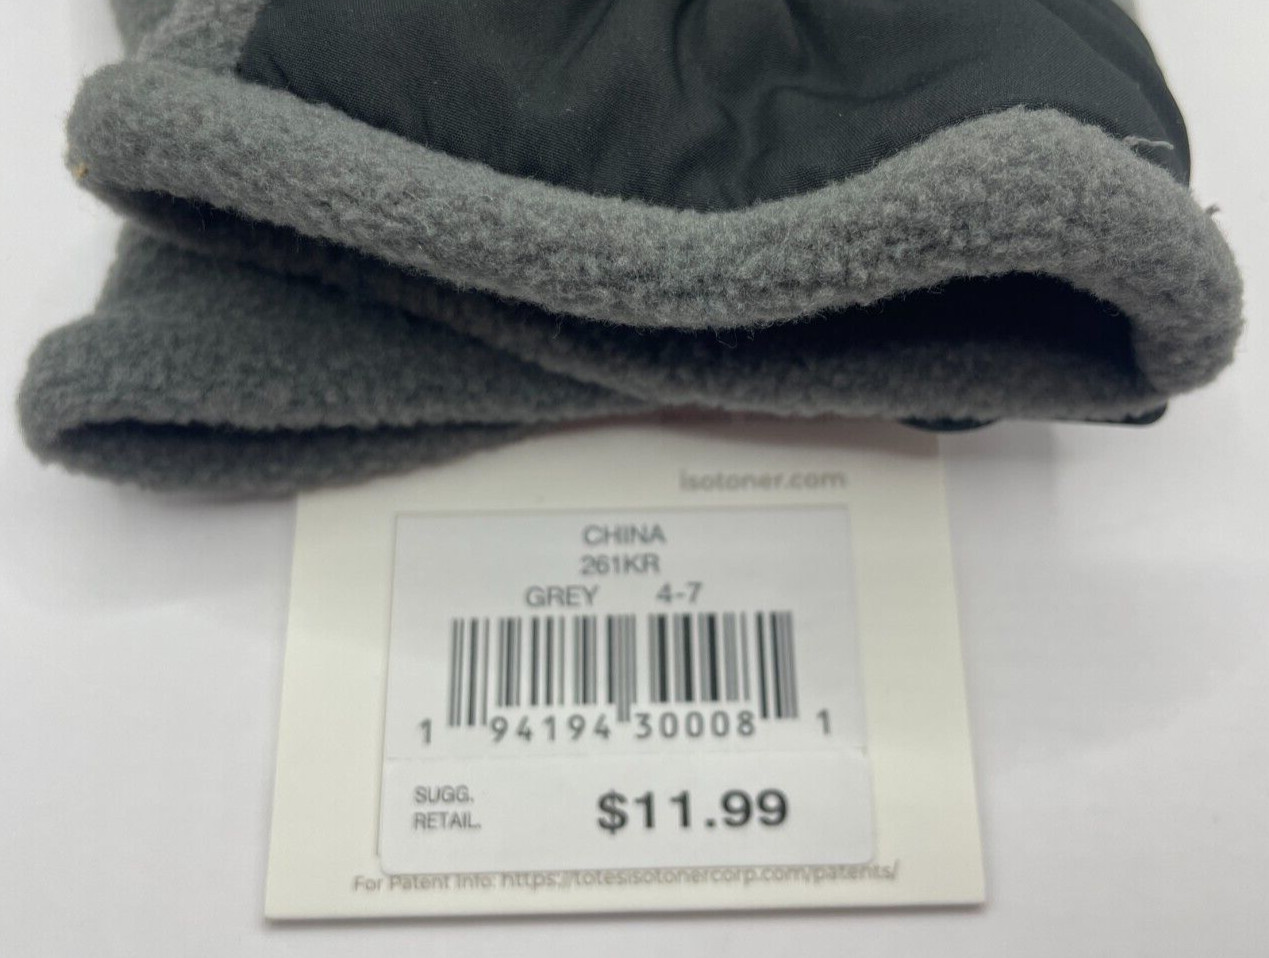 isotoner.com
CHINA
261KR
GREY 4-7
1 94194 30008 1
SUGG.
RETAIL.
$11.99
For Patent Info: https://totesisotonercorp.com/patents/